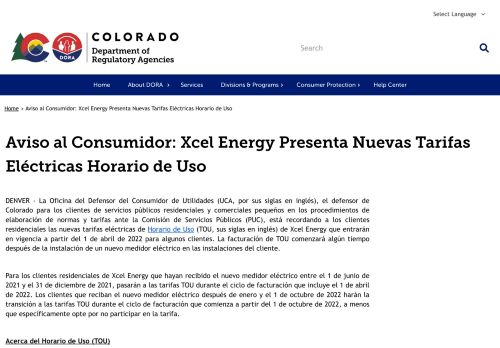 Select Language
COLORADO
Department of
Regulatory Agencies
DORA
Search
Home
About DORA
Services
Divisions & Programs
Consumer Protection
Help Center
Home > Aviso al Consumidor: Xcel Energy Presenta Nuevas Tarifas Eléctricas Horario de Uso
Aviso al Consumidor: Xcel Energy Presenta Nuevas Tarifas
Eléctricas Horario de Uso
DENVER - La Oficina del Defensor del Consumidor de Utilidades (UCA, por sus siglas en inglés), el defensor de
Colorado para los clientes de servicios públicos residenciales y comerciales pequeños en los procedimientos de
elaboración de normas y tarifas ante la Comisión de Servicios Públicos (PUC), está recordando a los clientes
residenciales las nuevas tarifas eléctricas de Horario de Uso (TOU, sus siglas en inglés) de Xcel Energy que entrarán
en vigencia a partir del 1 de abril de 2022 para algunos clientes. La facturación de TOU comenzará algún tiempo
después de la instalación de un nuevo medidor eléctrico en las instalaciones del cliente.
Para los clientes residenciales de Xcel Energy que hayan recibido el nuevo medidor eléctrico entre el 1 de junio de
2021 y el 31 de diciembre de 2021, pasarán a las tarifas TOU durante el ciclo de facturación que incluye el 1 de abril
de 2022. Los clientes que reciban el nuevo medidor eléctrico después de enero y el 1 de octubre de 2022 harán la
transición a las tarifas TOU durante el ciclo de facturación que comienza a partir del 1 de octubre de 2022, a menos
que específicamente opte por no participar en la tarifa.
Acerca del Horario de Uso (TOU)